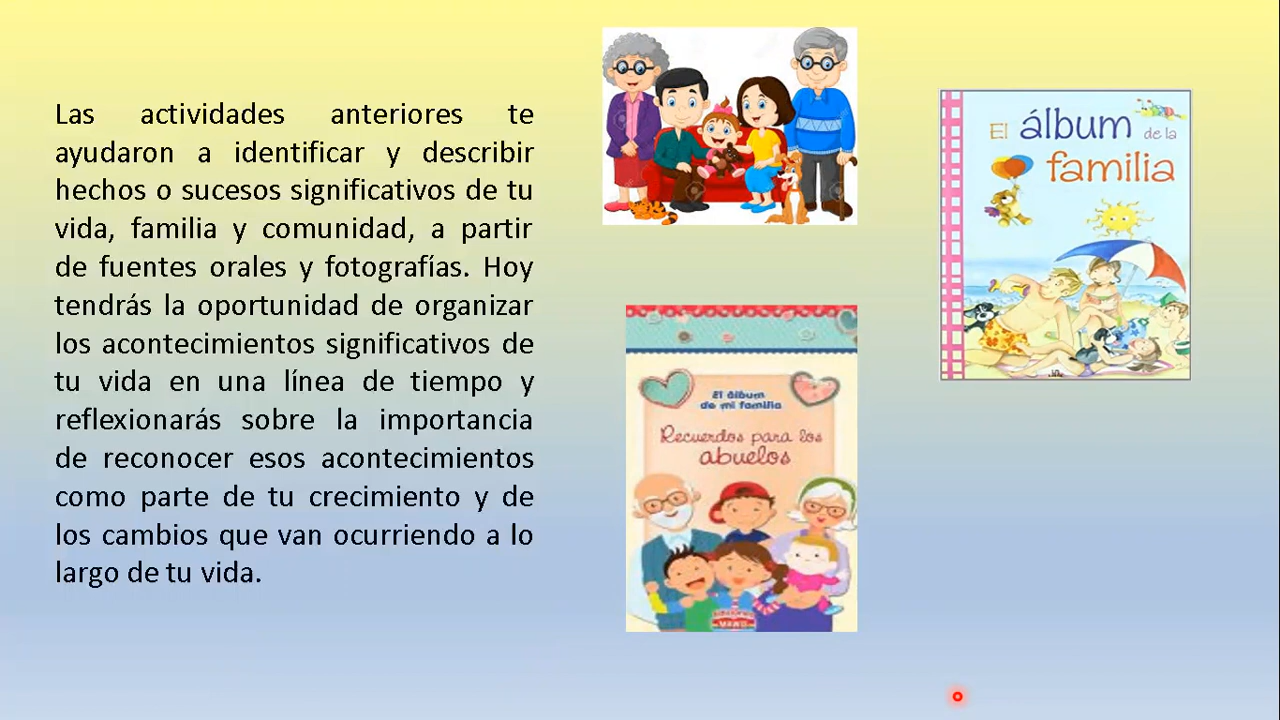 Las actividades anteriores te
ayudaron a identificar y describir
hechos o sucesos significativos de tu
vida, familia y comunidad, a partir
de fuentes orales y fotografías. Hoy
tendrás la oportunidad de organizar
los acontecimientos significativos de
tu vida en una línea de tiempo y
reflexionarás sobre la importancia
de reconocer esos acontecimientos
como parte de tu crecimiento y de
los cambios que van ocurriendo a lo
largo de tu vida.
El álbum de la
familia
El álbum
de mi familia
Recuerdos para los
abuelos